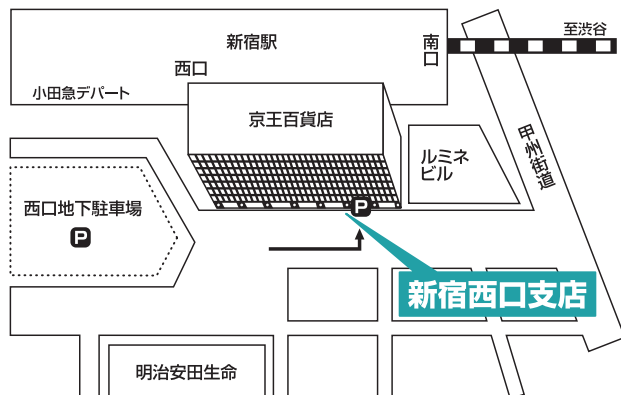 新宿駅
南口
至渋谷
西口
小田急デパート
京王百貨店
ルミネ
ビル
甲州街道
西口地下駐車場
P
P
新宿西口支店
明治安田生命